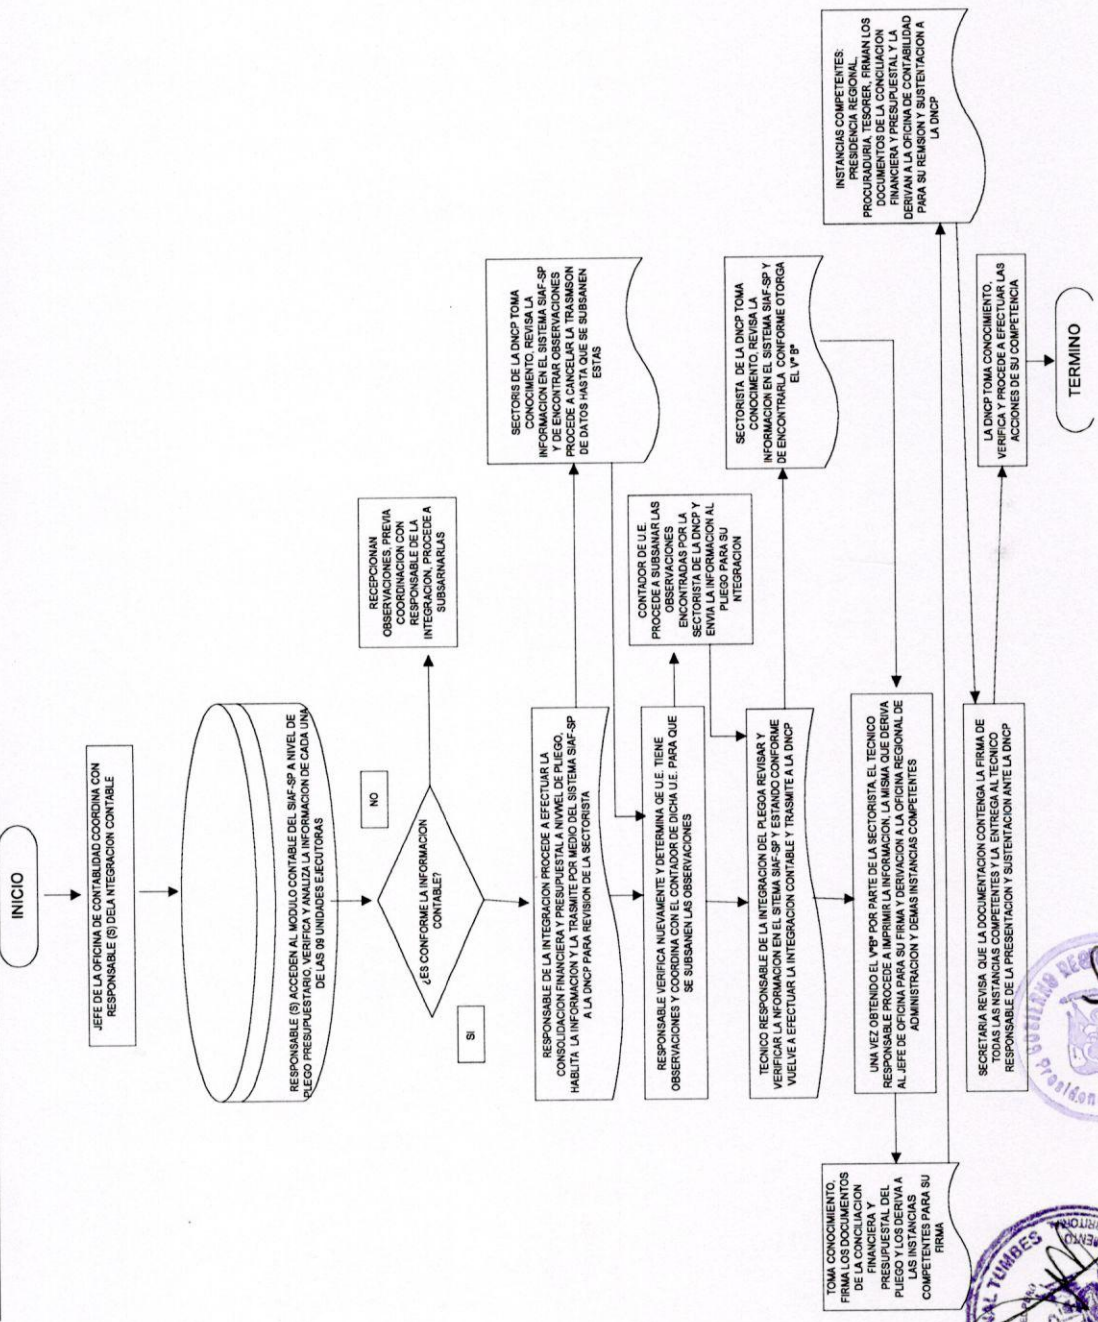 INICIO
JEFE DE LA OFICINA DE CONTABILIDAD COORDINA CON
RESPONSABLE (S) DELA NTEGRACION CONTABLE
RESPONSABLE (S) ACCEDEN AL MODULO CONTABLE DEL SIAF-SP A NIVEL DE
PLIEGO PRESUPUESTARIO, VERIFICA Y ANALIZA LA INFORMACION DE CADA UNA
DE LAS 09 UNIDADES EJECUTORAS
¿ES CONFORME LA INFORMACION
CONTABLE?
NO
SI
RECEPCIONAN
OBSERVACIONES, PREVIA
COORDINACION CON
RESPONSABLE DE LA
INTEGRACION, PROCEDE A
SUBSARNARLAS
RESPONSABLE DE LA INTEGRACION PROCEDE A EFECTUAR LA
CONSOLIDACION FINANCIERA Y PRESUPUESTAL A NIVWEL DE PLIEGO,
HABLITA LA INFORMACION Y LA TRASMITE POR MEDIO DEL SISTEMA SIAF-SP
A LA DNCP PARA REVISION DE LA SECTORISTA
SECTORIS DE LA DNCP TOMA
CONOCIMIENTO, REVISA LA
INFORMACION EN EL SISTEMA SIAF-SP
Y DE ENCONTRAR OBSERVACIONES
PROCEDE A CANCELAR LA TRASMSON
DE DATOS HASTA QUE SE SUBSANEN
ESTAS
RESPONSABLE VERIFICA NUEVAMENTE Y DETERMINA QE U.E. TIENE
OBSERVACIONES Y COORDINA CON EL CONTADOR DE DICHA U.E. PARA QUE
SE SUBSANEN LAS OBSERVACIONES
CONTADOR DE U.E.
PROCEDE A SUBSANAR LAS
OBSERVACIONES
ENCONTRADAS POR LA
SECTORISTA DE LA DNCP Y
ENVIA LA INFORMACION AL
PLIEGO PARA SU
NTEGRACION
TECNICO RESPONSABLE DE LA INTEGRACION DEL PLEGOA REVISAR Y
VERIFICAR LA NFORMACION EN EL SITEMA SIAF-SP Y ESTANDO CONFORME
VUELVE A EFECTUAR LA INTEGRACION CONTABLE Y TRASMITE A LA DNCP
SECTORISTA DE LA DNCP TOMA
CONOCIMIENTO, REVISA LA
INFORMACION EN EL SISTEMA SIAF-SP Y
DE ENCONTRARLA CONFORME OTORGA
EL V° B°
UNA VEZ OBTENIDO EL V°B° POR PARTE DE LA SECTORISTA, EL TECNICO
RESPONSABLE PROCEDE A IMPRIMIR LA INFORMACION, LA MISMA QUE DERIVA
AL JEFE DE OFICINA PARA SU FIRMA Y DERIVACION A LA OFICINA REGIONAL DE
ADMINISTRACION Y DEMAS INSTANCIAS COMPETENTES
TOMA CONOCIMIENTO,
FIRMA LOS DOCUMENTOS
DE LA CONCILIACION
FINANCIERA Y
PRESUPUESTAL DEL
PLIEGO Y LOS DERIVA A
LAS INSTANCIAS
COMPETENTES PARA SU
FIRMA
INSTANCIAS COMPETENTES:
PRESIDENCIA REGIONAL,
PROCURADURIA, TESORER, FIRMAN LOS
DOCUMENTOS DE LA CONCILIACION
FINANCIERA Y PRESUPUESTAL Y LA
DERIVAN A LA OFICINA DE CONTABILIDAD
PARA SU REMSION Y SUSTENTACION A
LA DNCP
SECRETARIA REVISA QUE LA DOCUMENTACION CONTENGA LA FIRMA DE
TODAS LAS INSTANCIAS COMPETENTES Y LA ENTREGA AL TECNICO
RESPONSABLE DE LA PRESENTACION Y SUSTENTACION ANTE LA DNCP
LA DNCP TOMA CONOCIMIENTO,
VERIFICA Y PROCEDE A EFECTUAR LAS
ACCIONES DE SU COMPETENCIA
TERMINO
TUMBES